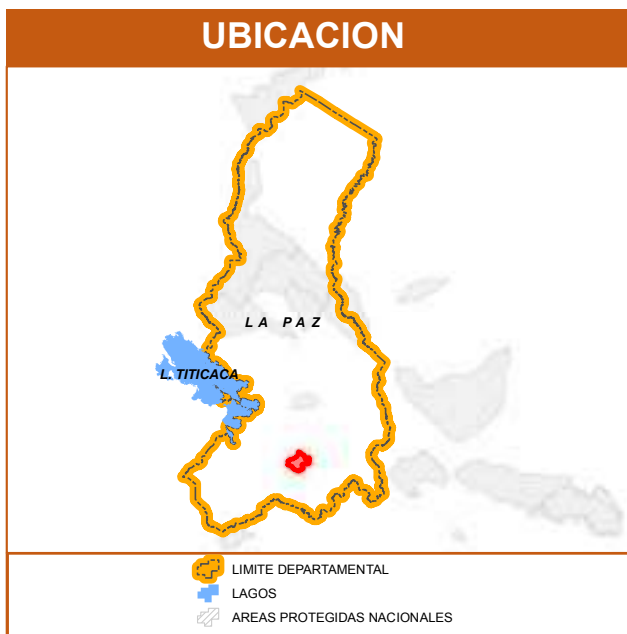 UBICACION
L A P A Z
L. TITICACA
LIMITE DEPARTAMENTAL
LAGOS
AREAS PROTEGIDAS NACIONALES